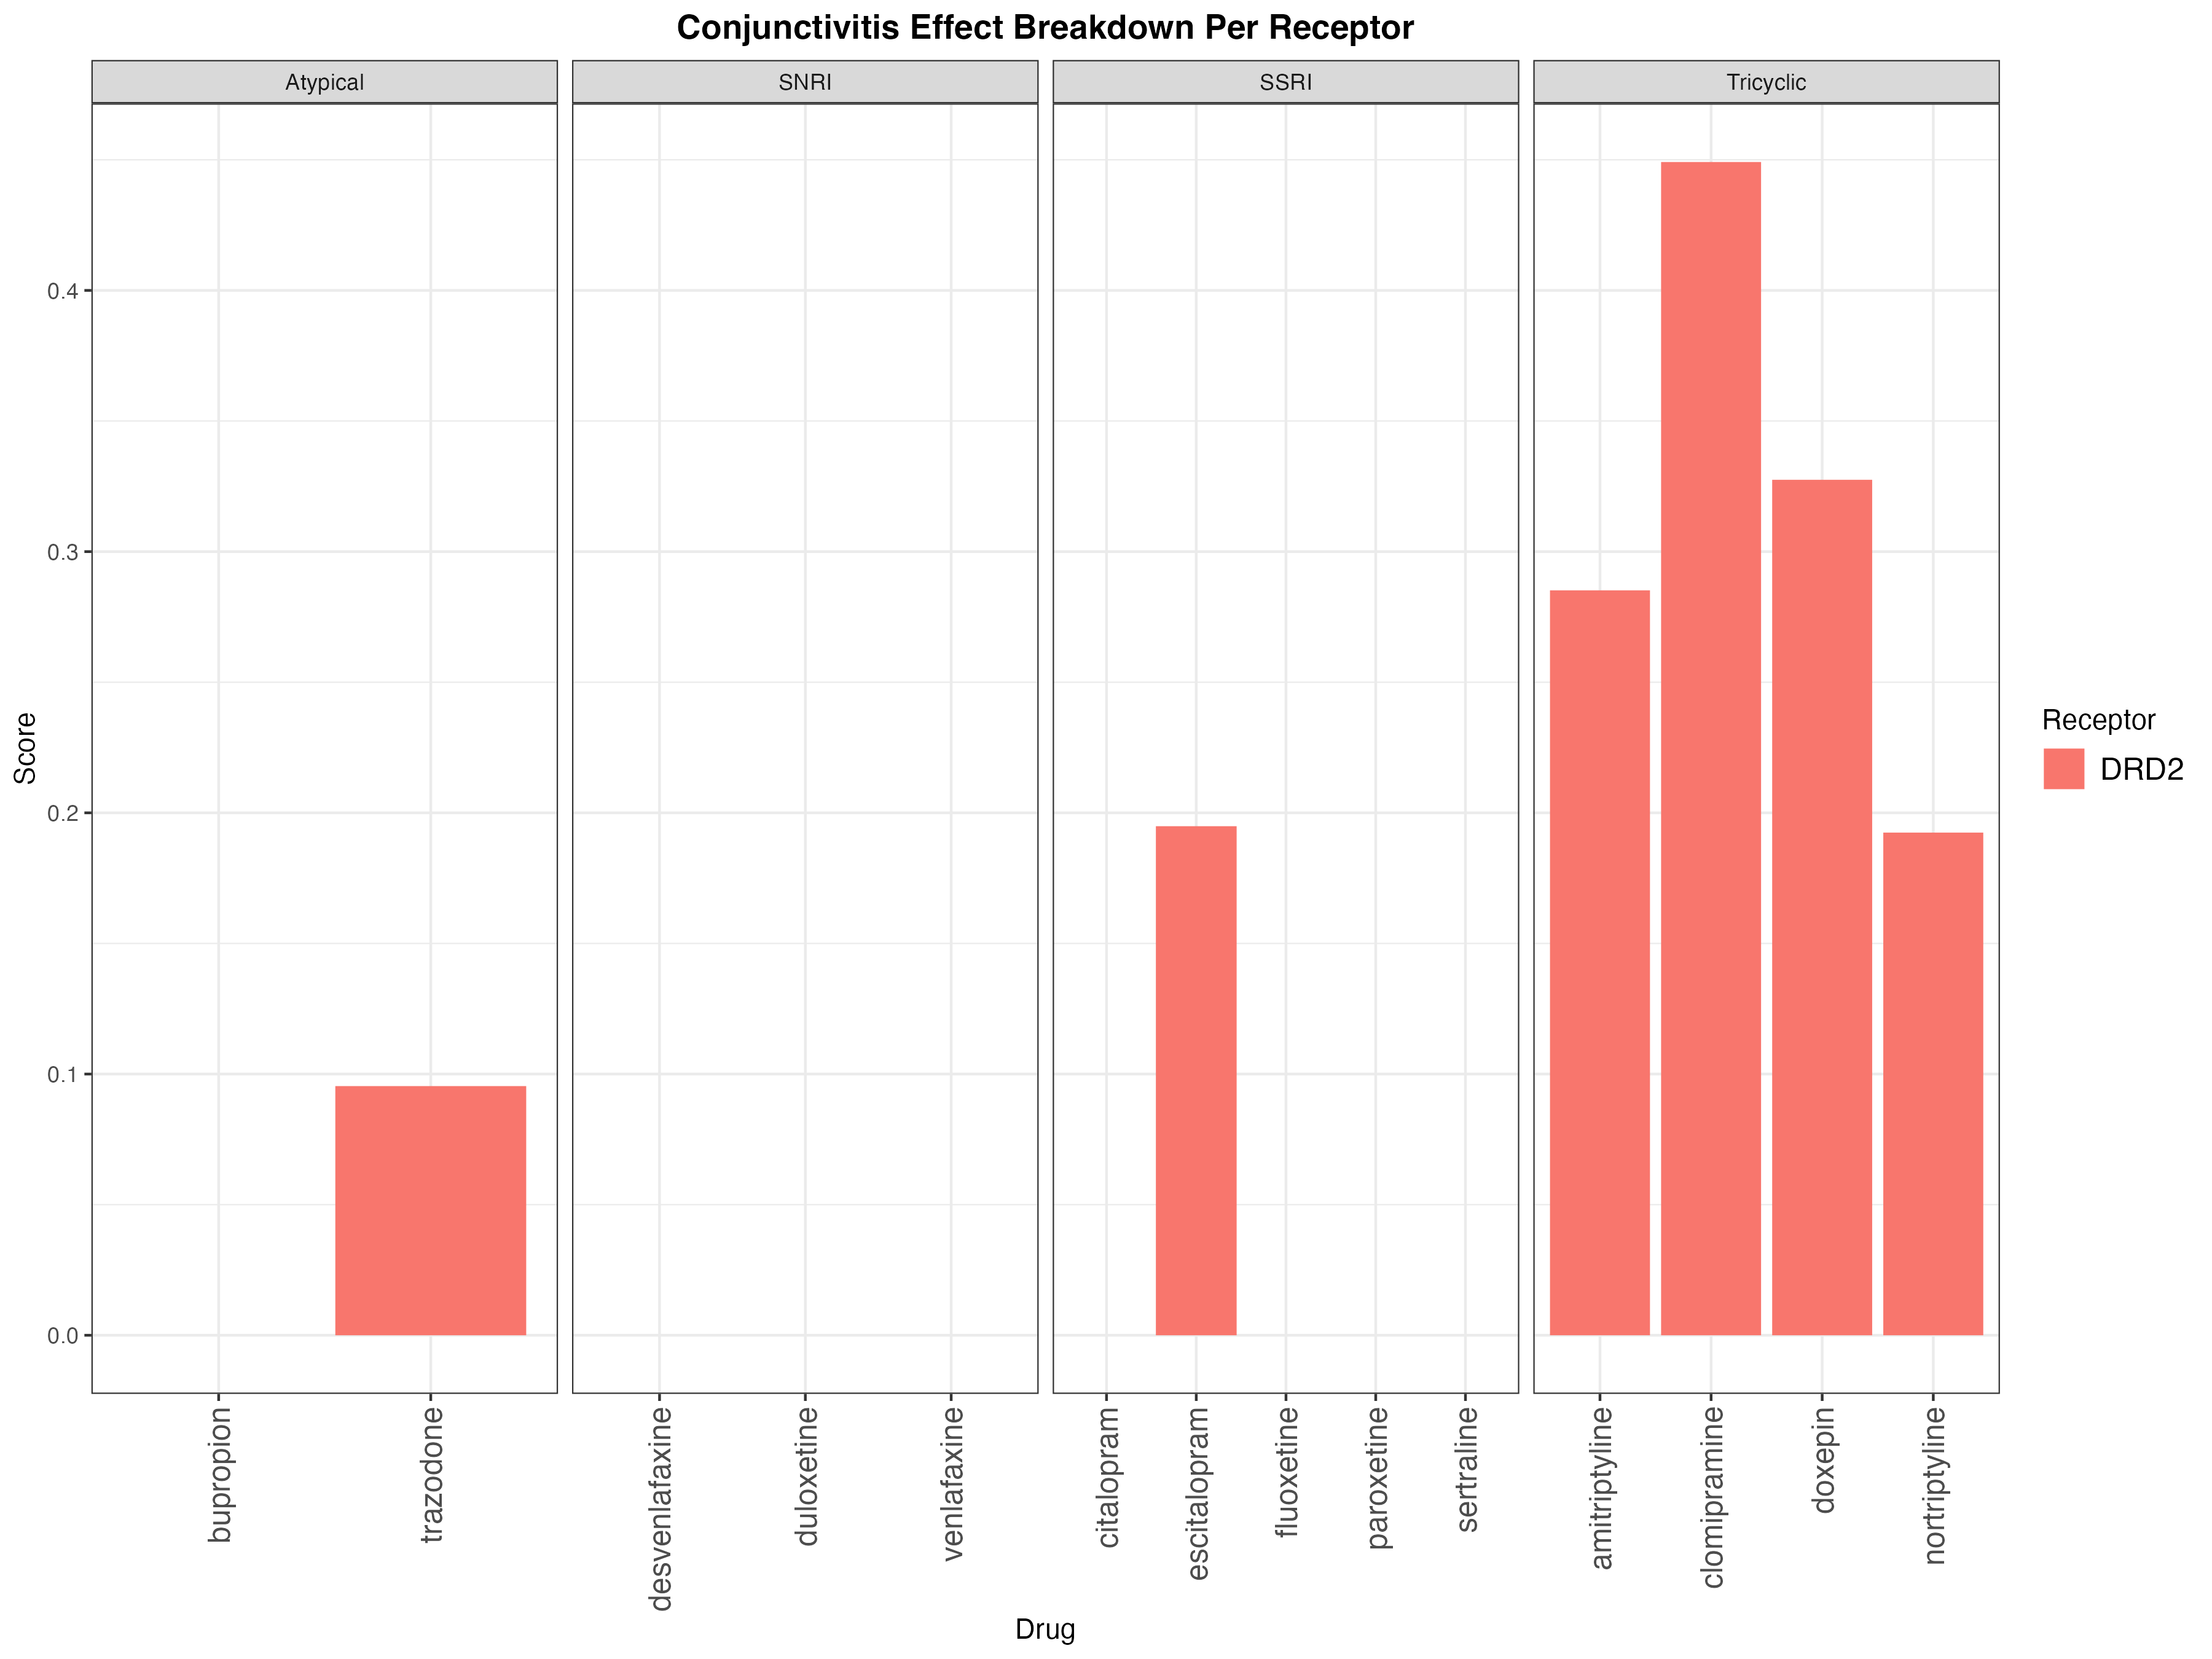 Conjunctivitis Effect Breakdown Per Receptor
Atypical
SNRI
SSRI
Tricyclic
Score
0.4
0.3
0.2
0.1
0.0
bupropion
trazodone
desvenlafaxine
duloxetine
venlafaxine
citalopram
escitalopram
fluoxetine
paroxetine
sertraline
amitriptyline
clomipramine
doxepin
nortriptyline
Drug
Receptor
DRD2